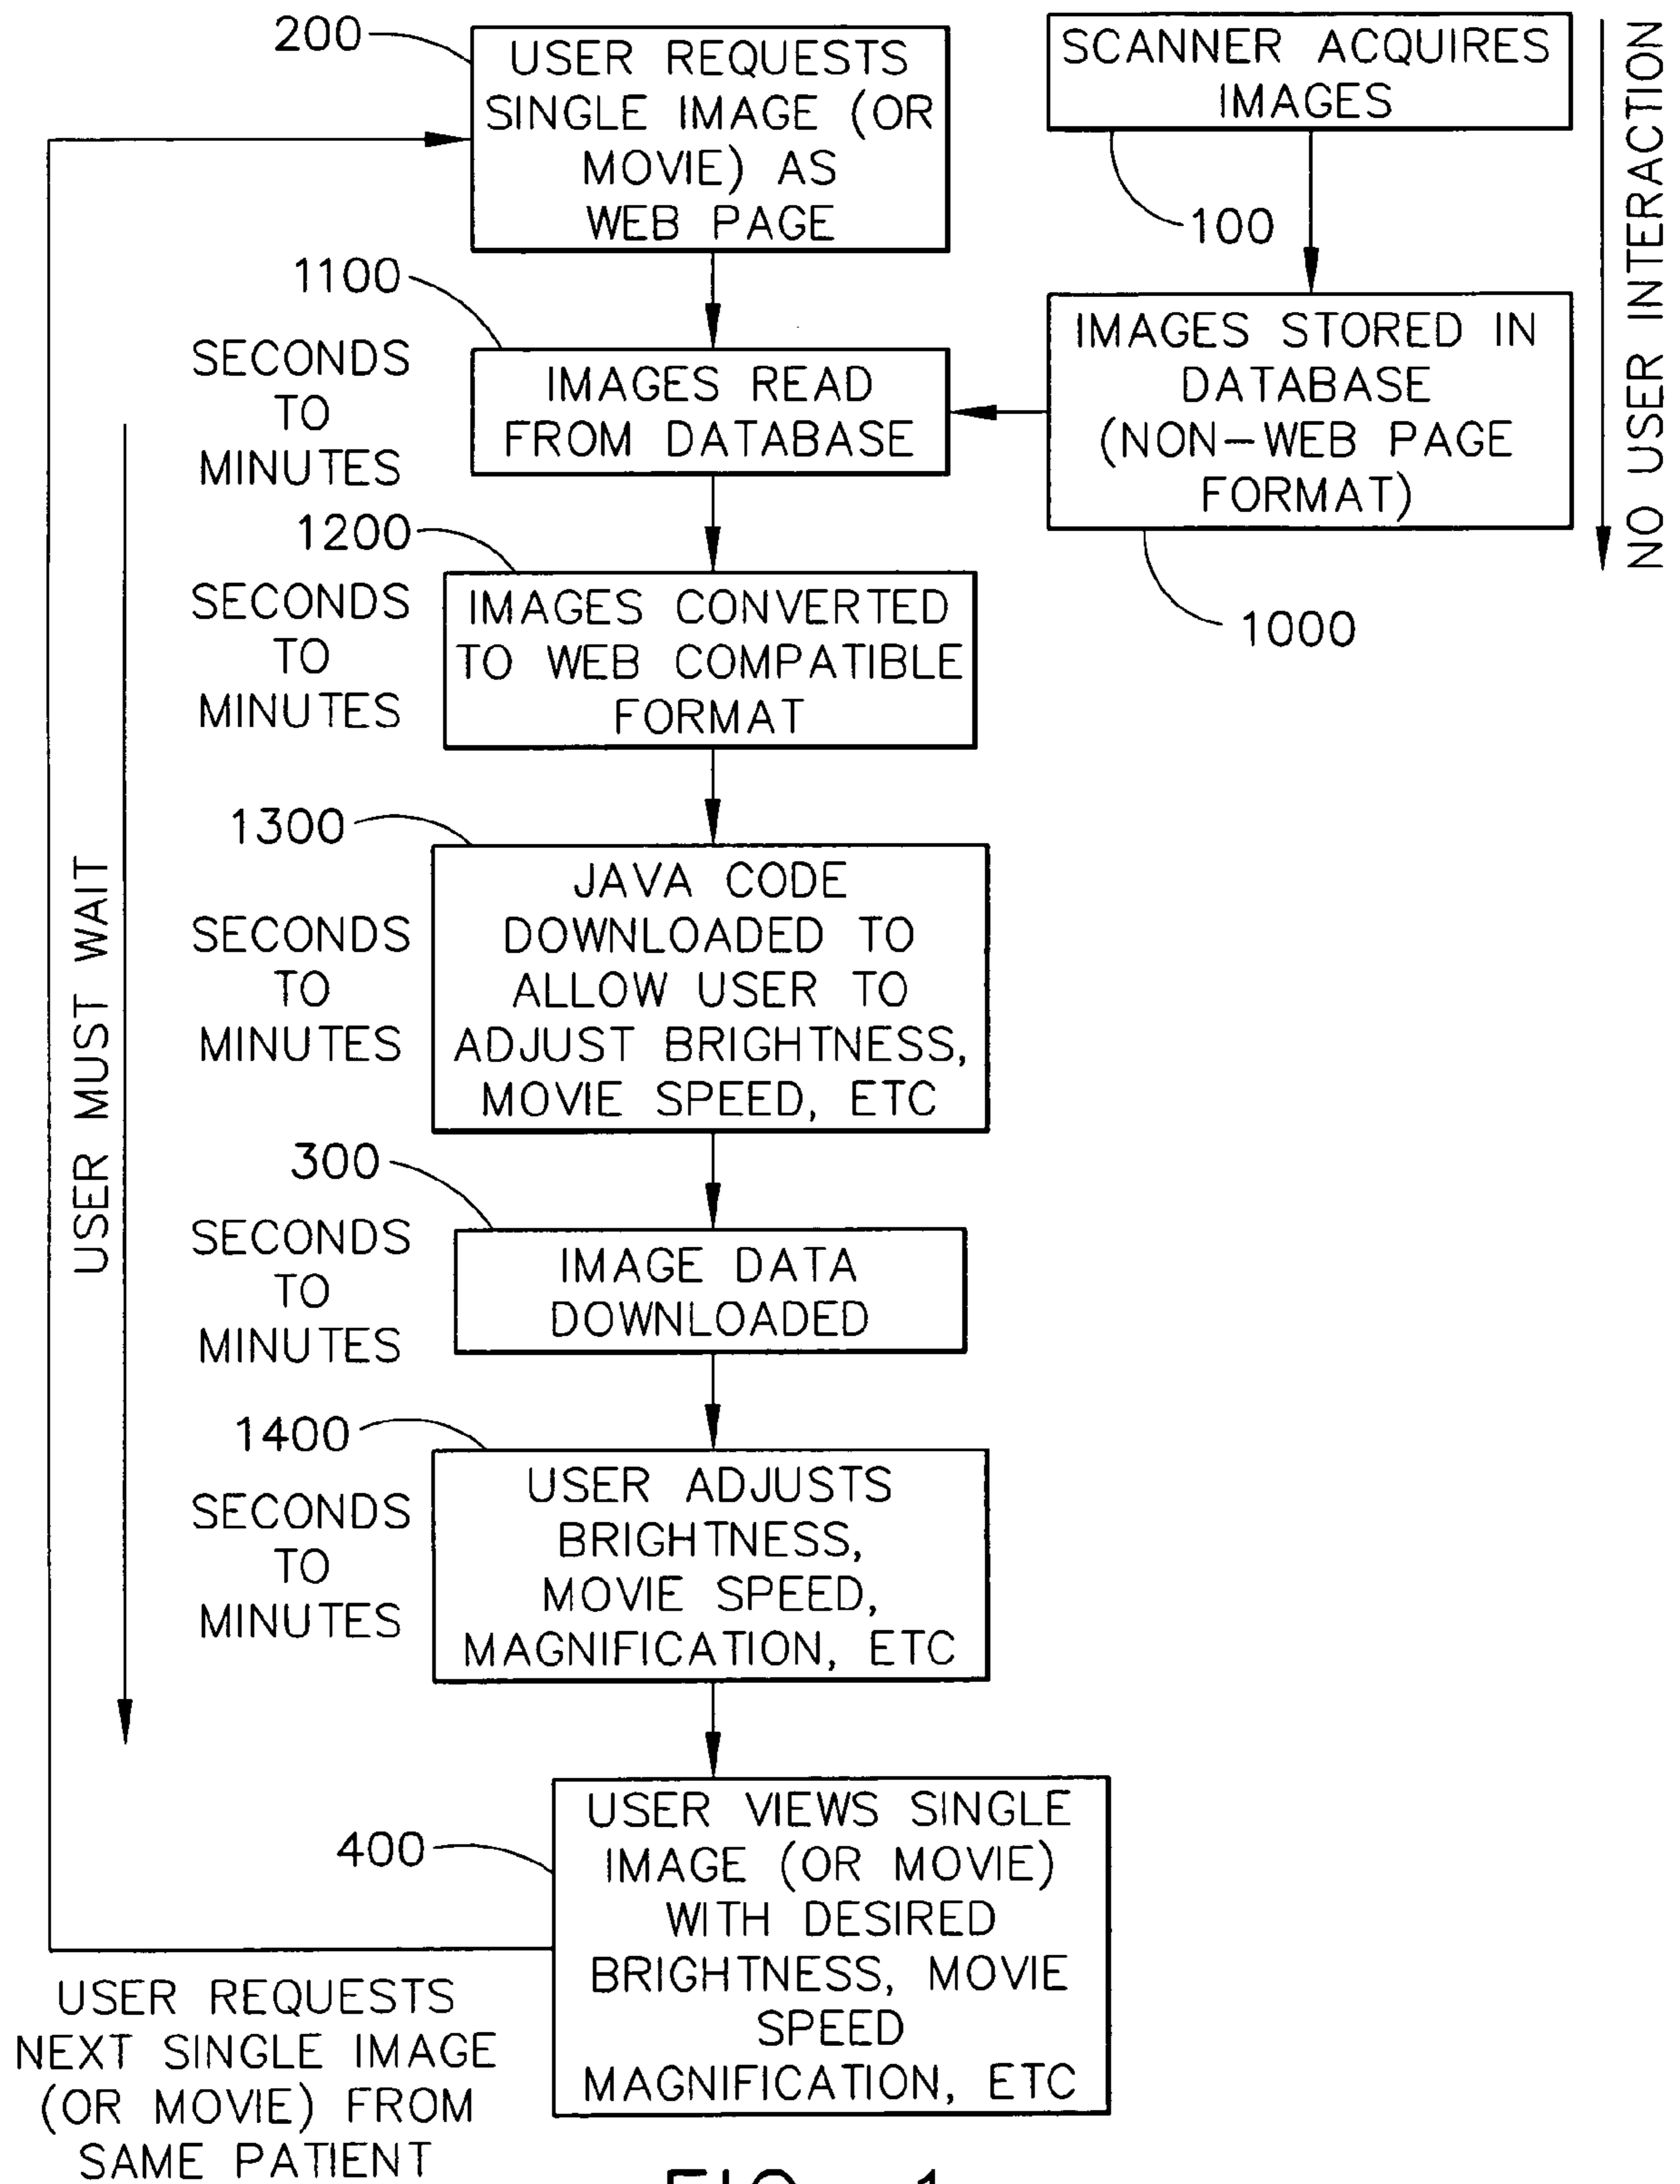 200
USER REQUESTS
SINGLE IMAGE (OR
MOVIE) AS
WEB PAGE
SCANNER ACQUIRES
IMAGES
100
NO USER INTERACTION
1100
SECONDS
TO
MINUTES
IMAGES READ
FROM DATABASE
IMAGES STORED IN
DATABASE
(NON-WEB PAGE
FORMAT)
1000
1200
SECONDS
TO
MINUTES
IMAGES CONVERTED
TO WEB COMPATIBLE
FORMAT
USER MUST WAIT
1300
SECONDS
TO
MINUTES
JAVA CODE
DOWNLOADED TO
ALLOW USER TO
ADJUST BRIGHTNESS,
MOVIE SPEED, ETC
300
SECONDS
TO
MINUTES
IMAGE DATA
DOWNLOADED
1400
SECONDS
TO
MINUTES
USER ADJUSTS
BRIGHTNESS,
MOVIE SPEED,
MAGNIFICATION, ETC
400
USER VIEWS SINGLE
IMAGE (OR MOVIE)
WITH DESIRED
BRIGHTNESS, MOVIE
SPEED
MAGNIFICATION, ETC
USER REQUESTS
NEXT SINGLE IMAGE
(OR MOVIE) FROM
SAME PATIENT
FIG. 1